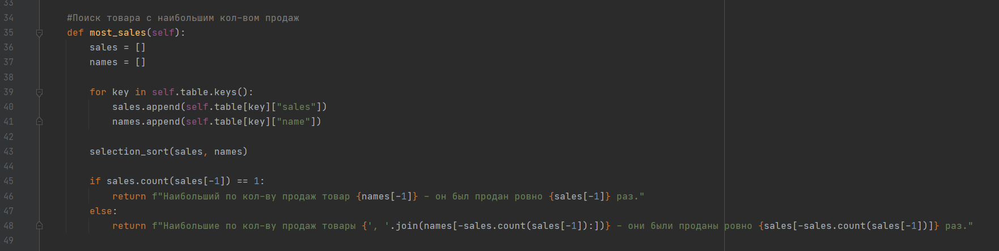 33
34 #Поиск товара с наибольшим кол-вом продаж
35 def most_sales(self):
36 sales = []
37 names = []
38
39 for key in self.table.keys():
40 sales.append(self.table[key]["sales"])
41 names.append(self.table[key]["name"])
42
43 selection_sort(sales, names)
44
45 if sales.count(sales[-1]) == 1:
46 return f"Наибольший по кол-ву продаж товар {names[-1]} - он был продан ровно {sales[-1]} раз."
47 else:
48 return f"Наибольшие по кол-ву продаж товары {', '.join(names[-sales.count(sales[-1]):])} - они были проданы ровно {sales[-sales.count(sales[-1])]} раз."
49